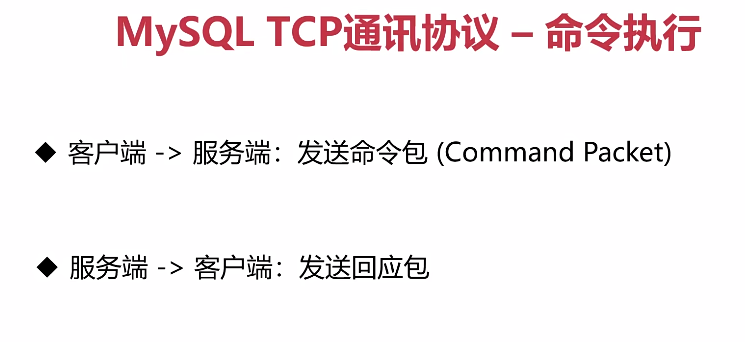 MySQL TCP通讯协议 – 命令执行
◆ 客户端 -> 服务端：发送命令包 (Command Packet)
◆ 服务端 -> 客户端：发送回应包